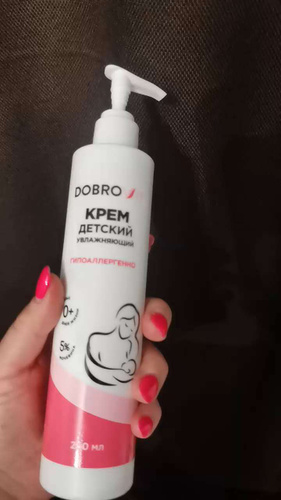 DOBRO
КРЕМ
ДЕТСКИЙ
УВЛАЖНЯЮЩИЙ
ГИПОАЛЛЕРГЕННО
0+
5%
мл